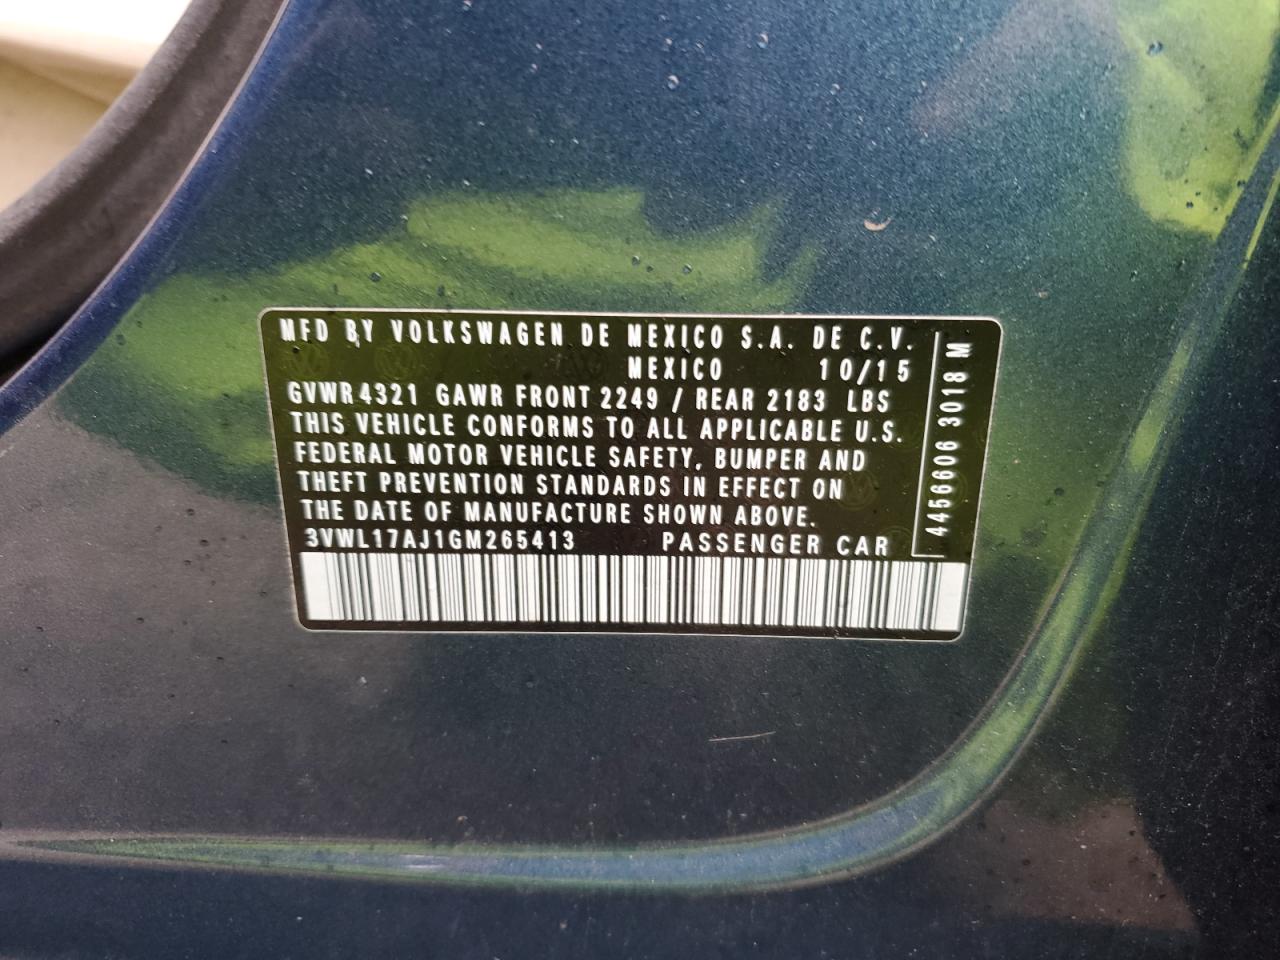 MFD BY VOLKSWAGEN DE MEXICO S.A. DE C.V.
MEXICO 10/15
GVWR 4321 GAWR FRONT 2249 / REAR 2183 LBS
THIS VEHICLE CONFORMS TO ALL APPLICABLE U.S.
FEDERAL MOTOR VEHICLE SAFETY, BUMPER AND
THEFT PREVENTION STANDARDS IN EFFECT ON
THE DATE OF MANUFACTURE SHOWN ABOVE.
3VWL17AJ1GM265413 PASSENGER CAR
4456606 3018 M